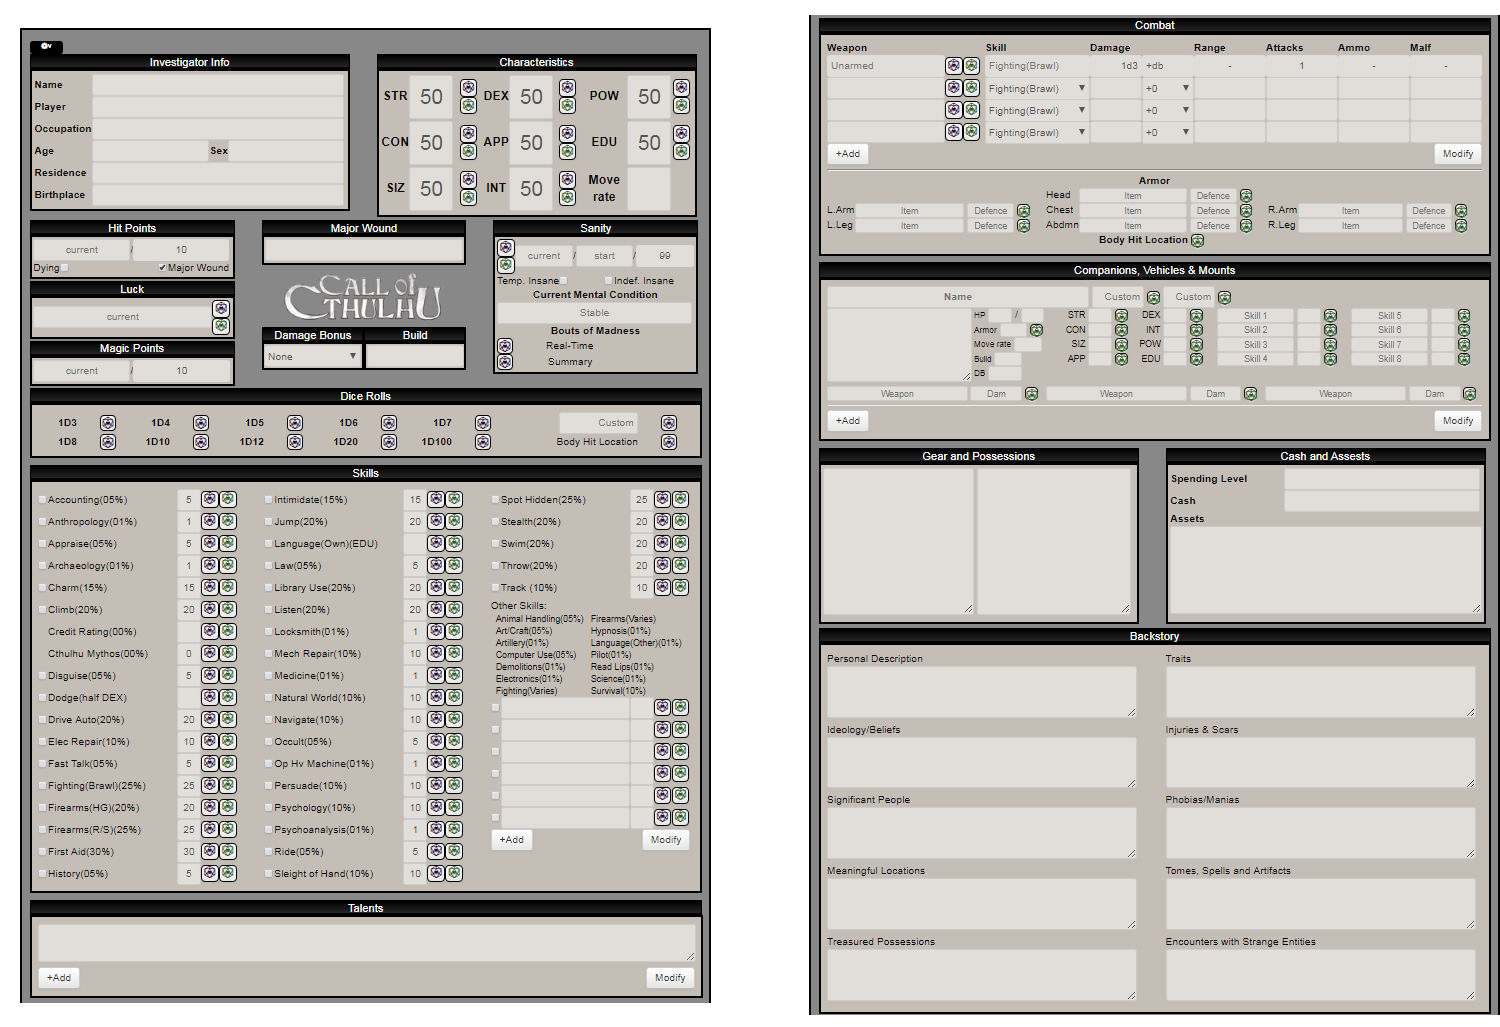 Investigator Info
Name
Player
Occupation
Age Sex
Residence
Birthplace
Characteristics
STR 50 DEX 50 POW 50
CON 50 APP 50 EDU 50
SIZ 50 INT 50 Move rate
Hit Points
current / 10
Dying Major Wound
Luck
current
Magic Points
current / 10
Major Wound
CALL of CTHULHU
Damage Bonus Build
None
Sanity
current / start / 99
Temp. Insane Indef. Insane
Current Mental Condition
Stable
Bouts of Madness
Real-Time
Summary
Dice Rolls
1D3 1D4 1D5 1D6 1D7 Custom
1D8 1D10 1D12 1D20 1D100 Body Hit Location
Skills
Accounting(05%) 5
Anthropology(01%) 1
Appraise(05%) 5
Archaeology(01%) 1
Charm(15%) 15
Climb(20%) 20
Credit Rating(00%)
Cthulhu Mythos(00%) 0
Disguise(05%) 5
Dodge(half DEX)
Drive Auto(20%) 20
Elec Repair(10%) 10
Fast Talk(05%) 5
Fighting(Brawl)(25%) 25
Firearms(HG)(20%) 20
Firearms(R/S)(25%) 25
First Aid(30%) 30
History(05%) 5
Intimidate(15%) 15
Jump(20%) 20
Language(Own)(EDU)
Law(05%) 5
Library Use(20%) 20
Listen(20%) 20
Locksmith(01%) 1
Mech Repair(10%) 10
Medicine(01%) 1
Natural World(10%) 10
Navigate(10%) 10
Occult(05%) 5
Op Hv Machine(01%) 1
Persuade(10%) 10
Psychology(10%) 10
Psychoanalysis(01%) 1
Ride(05%) 5
Sleight of Hand(10%) 10
Spot Hidden(25%) 25
Stealth(20%) 20
Swim(20%) 20
Throw(20%) 20
Track (10%) 10
Other Skills:
Animal Handling(05%) Firearms(Varies)
Art/Craft(05%) Hypnosis(01%)
Artillery(01%) Language(Other)(01%)
Computer Use(05%) Pilot(01%)
Demolitions(01%) Read Lips(01%)
Electronics(01%) Science(01%)
Fighting(Varies) Survival(10%)
+Add Modify
Talents
+Add Modify
Combat
Weapon Skill Damage Range Attacks Ammo Malf
Unarmed Fighting(Brawl) 1d3 +db - 1 - -
Fighting(Brawl) +0
Fighting(Brawl) +0
Fighting(Brawl) +0
+Add Modify
Armor
Head Item Defence
L.Arm Item Defence Chest Item Defence R.Arm Item Defence
L.Leg Item Defence Abdmn Item Defence R.Leg Item Defence
Body Hit Location
Companions, Vehicles & Mounts
Name Custom Custom
HP / STR DEX Skill 1 Skill 5
Armor CON INT Skill 2 Skill 6
Move rate SIZ POW Skill 3 Skill 7
Build APP EDU Skill 4 Skill 8
DB
Weapon Dam Weapon Dam Weapon Dam
+Add Modify
Gear and Possessions
Cash and Assests
Spending Level
Cash
Assets
Backstory
Personal Description Traits
Ideology/Beliefs Injuries & Scars
Significant People Phobias/Manias
Meaningful Locations Tomes, Spells and Artifacts
Treasured Possessions Encounters with Strange Entities